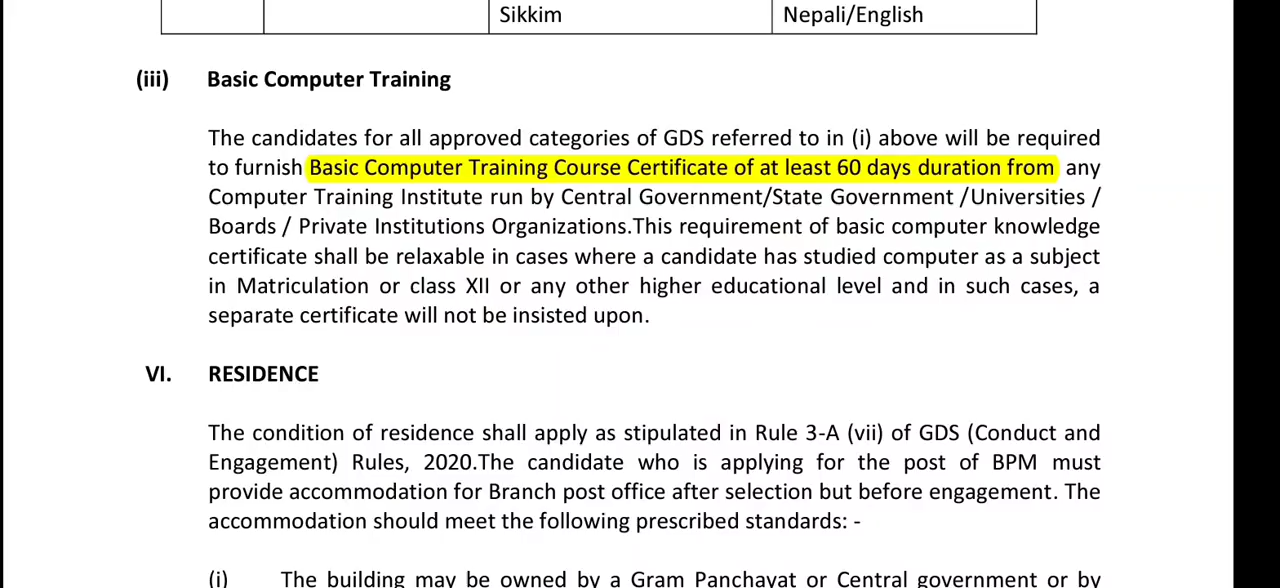 Sikkim Nepali/English
(iii) Basic Computer Training
The candidates for all approved categories of GDS referred to in (i) above will be required
to furnish Basic Computer Training Course Certificate of at least 60 days duration from any
Computer Training Institute run by Central Government/State Government /Universities /
Boards / Private Institutions Organizations.This requirement of basic computer knowledge
certificate shall be relaxable in cases where a candidate has studied computer as a subject
in Matriculation or class XII or any other higher educational level and in such cases, a
separate certificate will not be insisted upon.
VI. RESIDENCE
The condition of residence shall apply as stipulated in Rule 3-A (vii) of GDS (Conduct and
Engagement) Rules, 2020.The candidate who is applying for the post of BPM must
provide accommodation for Branch post office after selection but before engagement. The
accommodation should meet the following prescribed standards: -
(i) The building may be owned by a Gram Panchayat or Central government or by